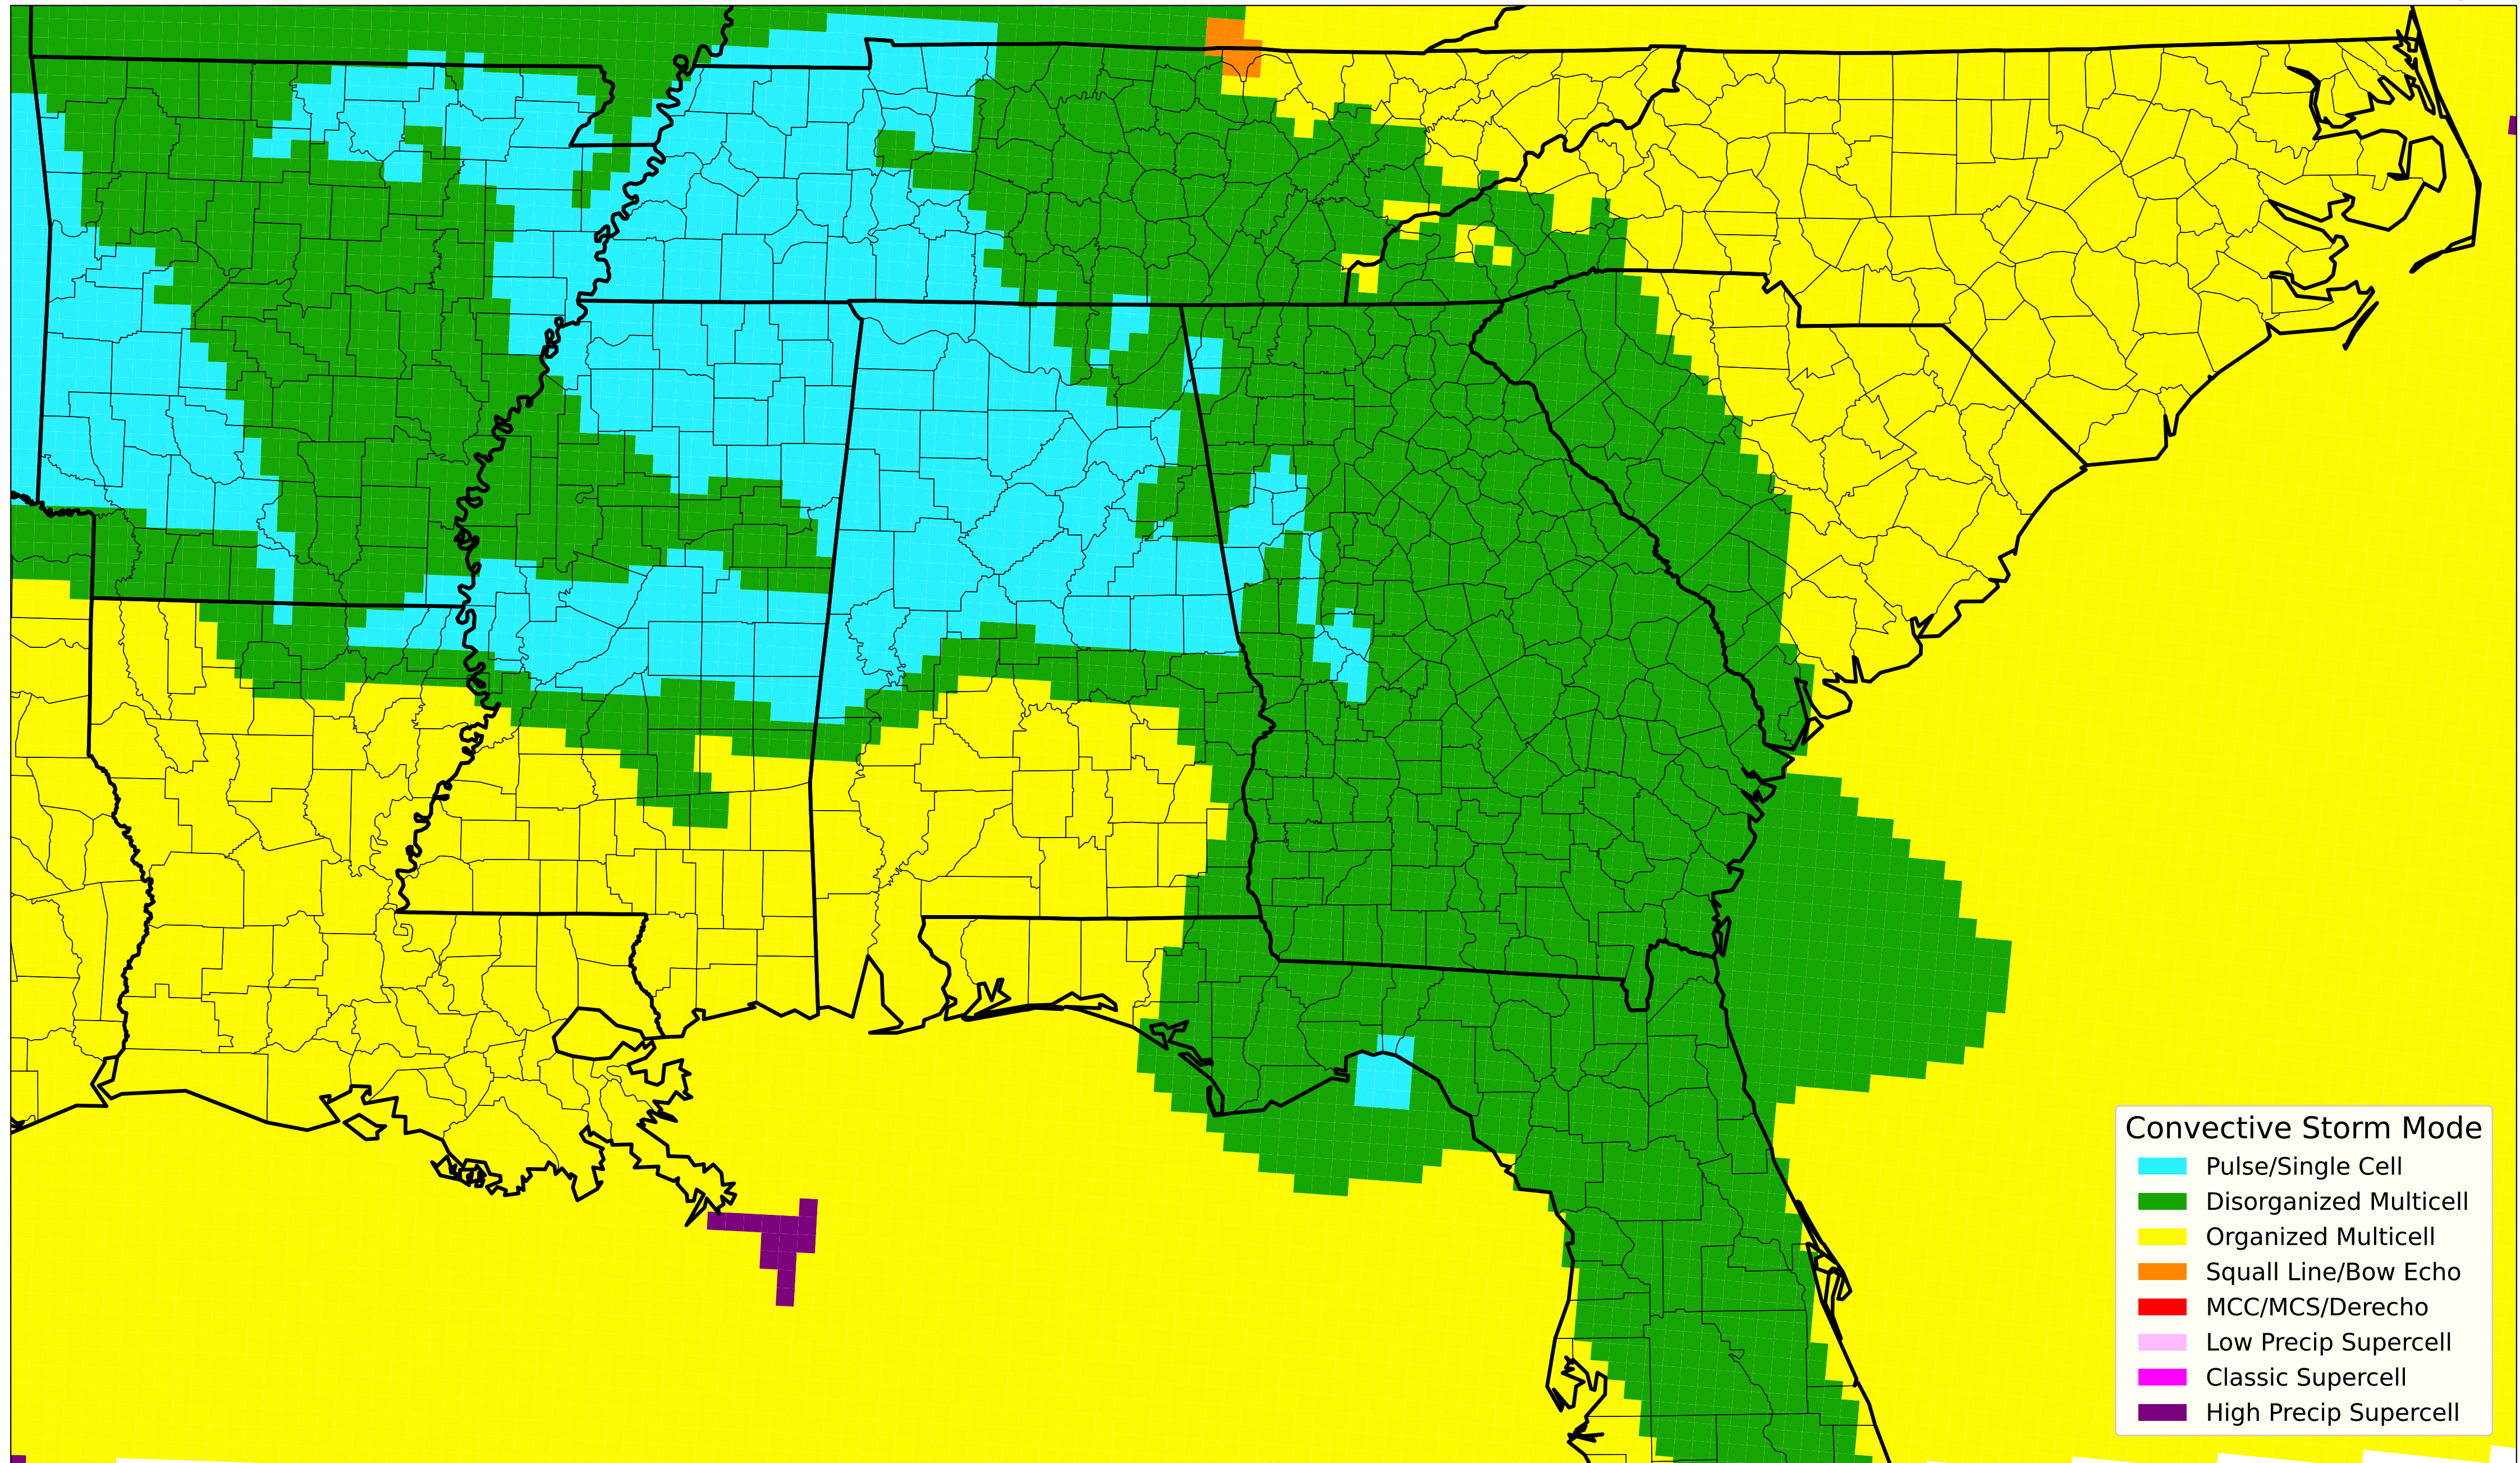 Convective Storm Mode
Pulse/Single Cell
Disorganized Multicell
Organized Multicell
Squall Line/Bow Echo
MCC/MCS/Derecho
Low Precip Supercell
Classic Supercell
High Precip Supercell